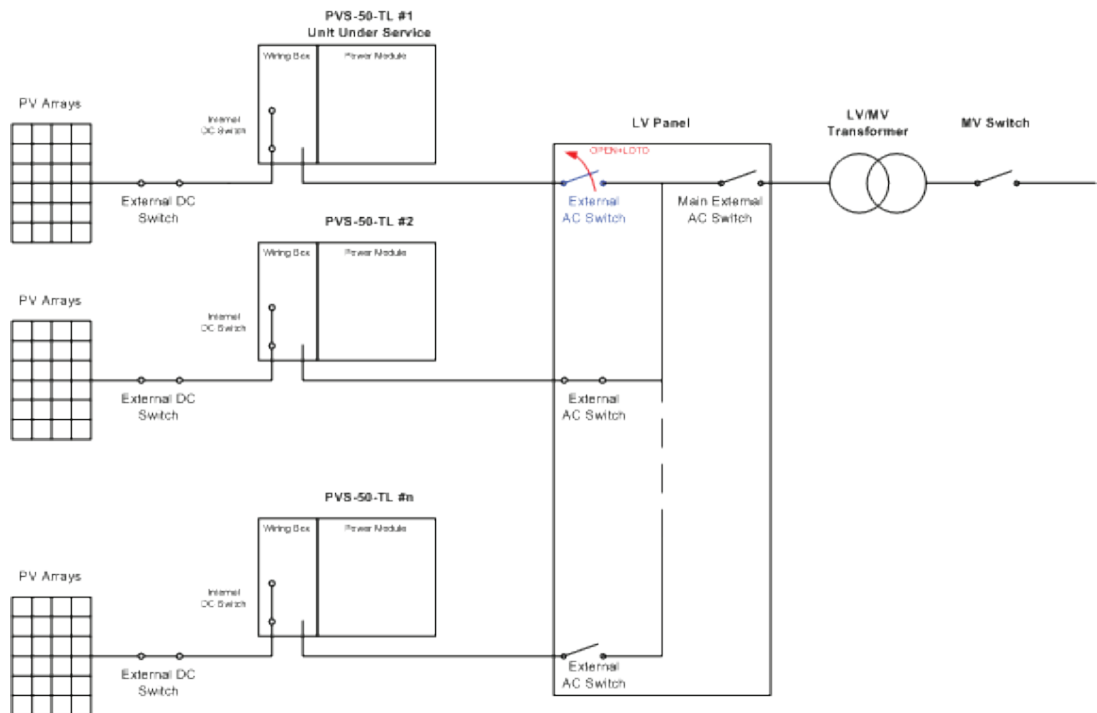 PVS-50-TL #1
Unit Under Service
Wiring Box
Power Module
PV Arrays
Internal
DC Switch
LV Panel
LV/MV
Transformer
MV Switch
OPEN+LOTO
External DC
Switch
External
AC Switch
Main External
AC Switch
PVS-50-TL #2
Wiring Box
Power Module
PV Arrays
Internal
DC Switch
External DC
Switch
External
AC Switch
PVS-50-TL #n
Wiring Box
Power Module
PV Arrays
Internal
DC Switch
External DC
Switch
External
AC Switch